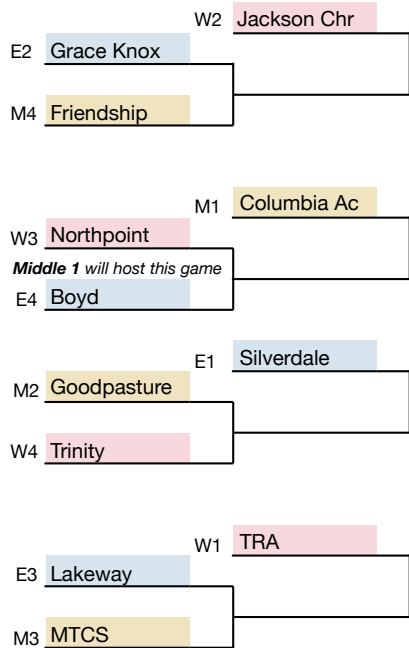 W2 Jackson Chr
E2 Grace Knox
M4 Friendship
M1 Columbia Ac
W3 Northpoint
Middle 1 will host this game
E4 Boyd
E1 Silverdale
M2 Goodpasture
W4 Trinity
W1 TRA
E3 Lakeway
M3 MTCS